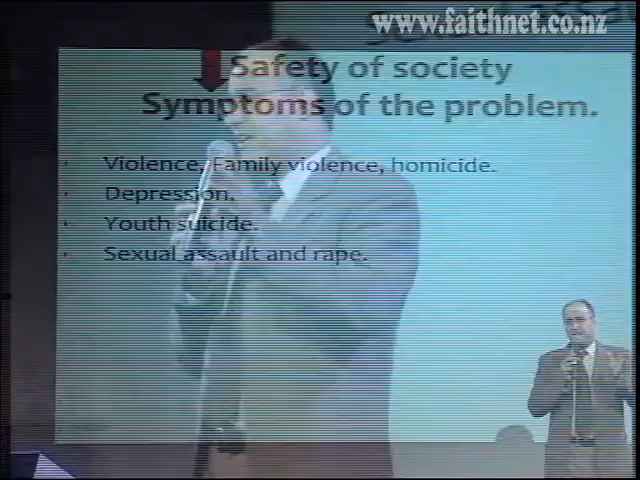 www.faithnet.co.nz
Safety of society
Symptoms of the problem.
· Violence, Family violence, homicide.
· Depression.
· Youth suicide.
· Sexual assault and rape.